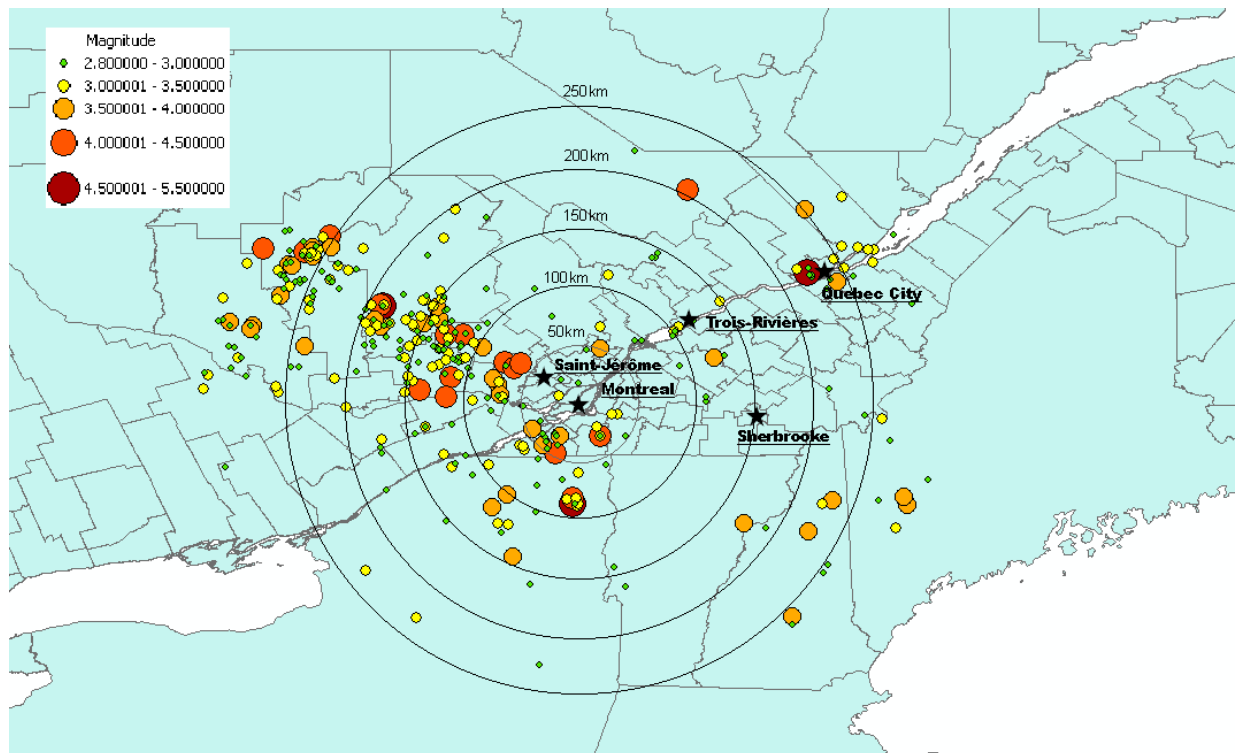 Magnitude
2.800000 - 3.000000
3.000001 - 3.500000
3.500001 - 4.000000
4.000001 - 4.500000
4.500001 - 5.500000
250km
200km
150km
100km
50km
Quebec City
Trois-Rivières
Saint-Jérôme
Montreal
Sherbrooke